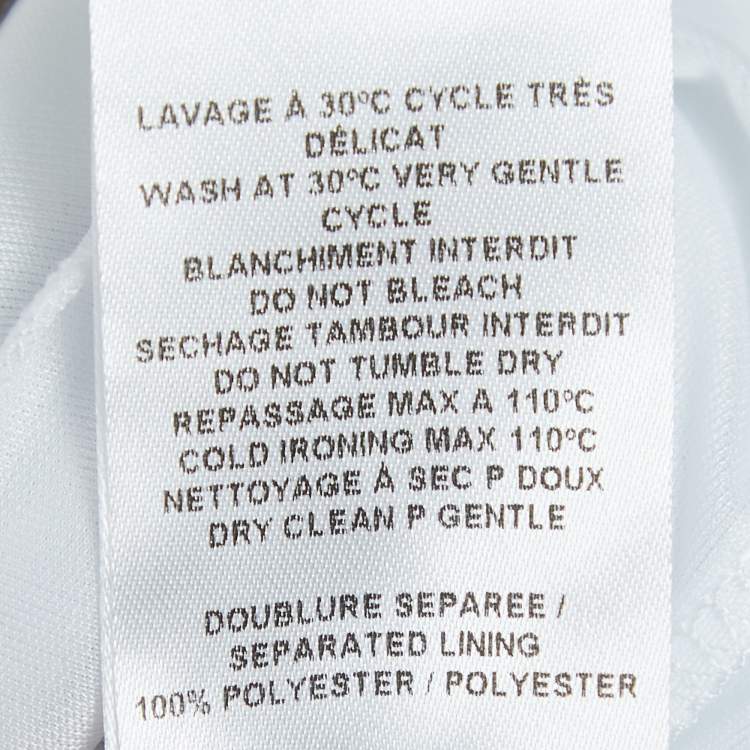 LAVAGE À 30°C CYCLE TRÈS
DÉLICAT
WASH AT 30°C VERY GENTLE
CYCLE
BLANCHIMENT INTERDIT
DO NOT BLEACH
SECHAGE TAMBOUR INTERDIT
DO NOT TUMBLE DRY
REPASSAGE MAX A 110°C
COLD IRONING MAX 110°C
NETTOYAGE À SEC P DOUX
DRY CLEAN P GENTLE
DOUBLURE SEPAREE /
SEPARATED LINING
100% POLYESTER / POLYESTER